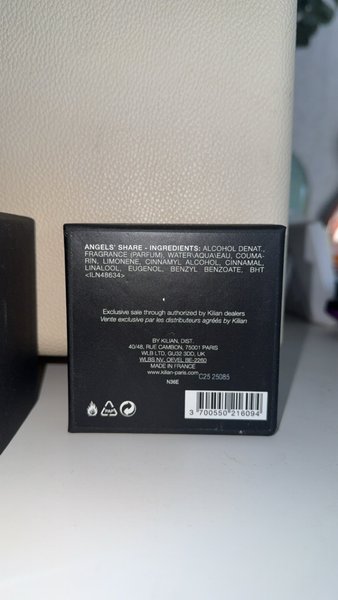 ANGELS' SHARE - INGREDIENTS: ALCOHOL DENAT.,
FRAGRANCE (PARFUM), WATER\AQUA\EAU, COUMA-
RIN, LIMONENE, CINNAMYL ALCOHOL, CINNAMAL,
LINALOOL, EUGENOL, BENZYL BENZOATE, BHT
<ILN48634>
Exclusive sale through authorized by Kilian dealers
Vente exclusive par les distributeurs agréés by Kilian
BY KILIAN, DIST.
40/48, RUE CAMBON, 75001 PARIS
WLB LTD, GU32 3DD, UK
WLBS NV, OEVEL BE-2260
MADE IN FRANCE
www.kilian-paris.com
C25 25085
N36E
PAP
3 700550 216094